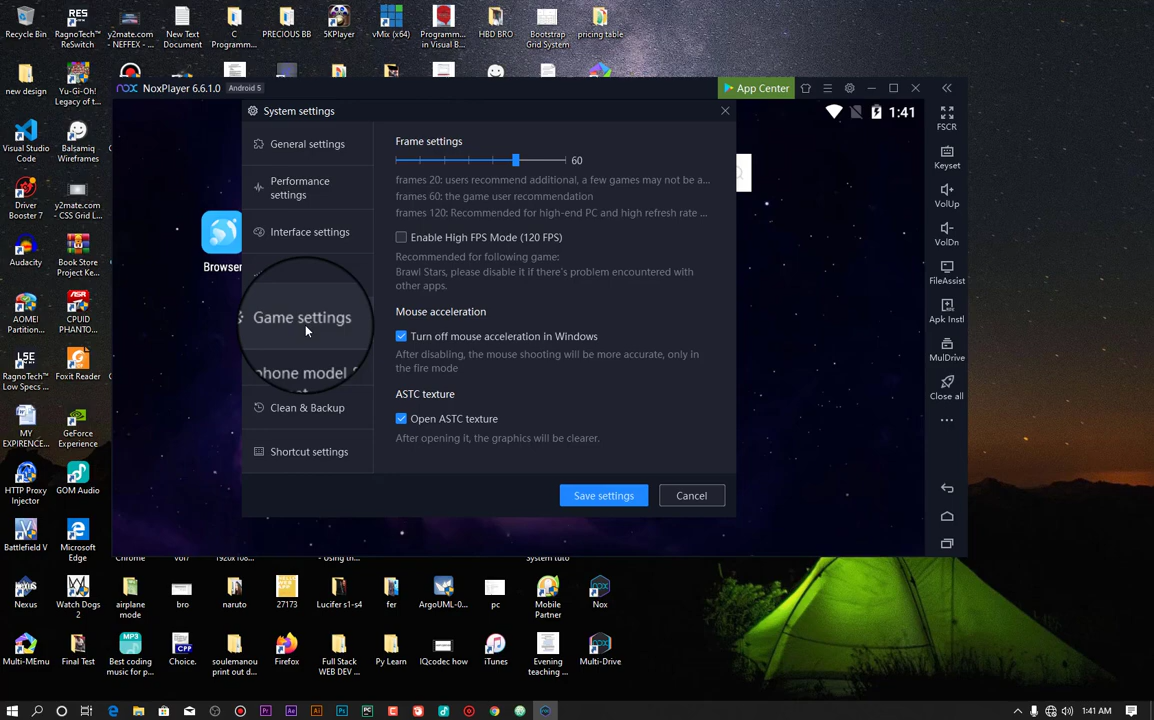 Recycle Bin
RagnoTech™
ReSwitch
y2mate.com
- NEFFEX - ...
New Text
Document
C
Programm...
PRECIOUS BB
5KPlayer
vMix (x64)
Programm...
in Visual B...
HBD BRO
Bootstrap
Grid System
pricing table
new design
Yu-Gi-Oh!
Legacy of t...
NOX NoxPlayer 6.6.1.0 Android 5
App Center
System settings
1:41
FSCR
General settings
Performance
settings
Interface settings
Game settings
phone model
Clean & Backup
Shortcut settings
Frame settings
60
frames 20: users recommend additional, a few games may not be a...
frames 60: the game user recommendation
frames 120: Recommended for high-end PC and high refresh rate ...
Enable High FPS Mode (120 FPS)
Recommended for following game:
Brawl Stars, please disable it if there's problem encountered with
other apps.
Mouse acceleration
Turn off mouse acceleration in Windows
After disabling, the mouse shooting will be more accurate, only in
the fire mode
ASTC texture
Open ASTC texture
After opening it, the graphics will be clearer.
Save settings
Cancel
Keyset
VolUp
VolDn
FileAssist
Apk Instl
MulDrive
Close all
Browser
Visual Studio
Code
Balsamiq
Wireframes
Driver
Booster 7
y2mate.com
- CSS Grid L...
Audacity
Book Store
Project Ke...
AOMEI
Partition...
CPUID
PHANTO...
RagnoTech™
Low Specs ...
Foxit Reader
MY
EXPIRENCE...
GeForce
Experience
HTTP Proxy
Injector
GOM Audio
Battlefield V
Microsoft
Edge
Chrome
Vol7
1920x108...
- Using th...
System tuto
Nexus
Watch Dogs
2
airplane
mode
bro
naruto
27173
Lucifer s1-s4
fer
ArgoUML-0...
pc
Mobile
Partner
Nox
Multi-MEmu
Final Test
Best coding
music for p...
Choice.
soulemanou
print out d...
Firefox
Full Stack
WEB DEV ...
Py Learn
IQcodec how
iTunes
Evening
teaching ...
Multi-Drive
1:41 AM